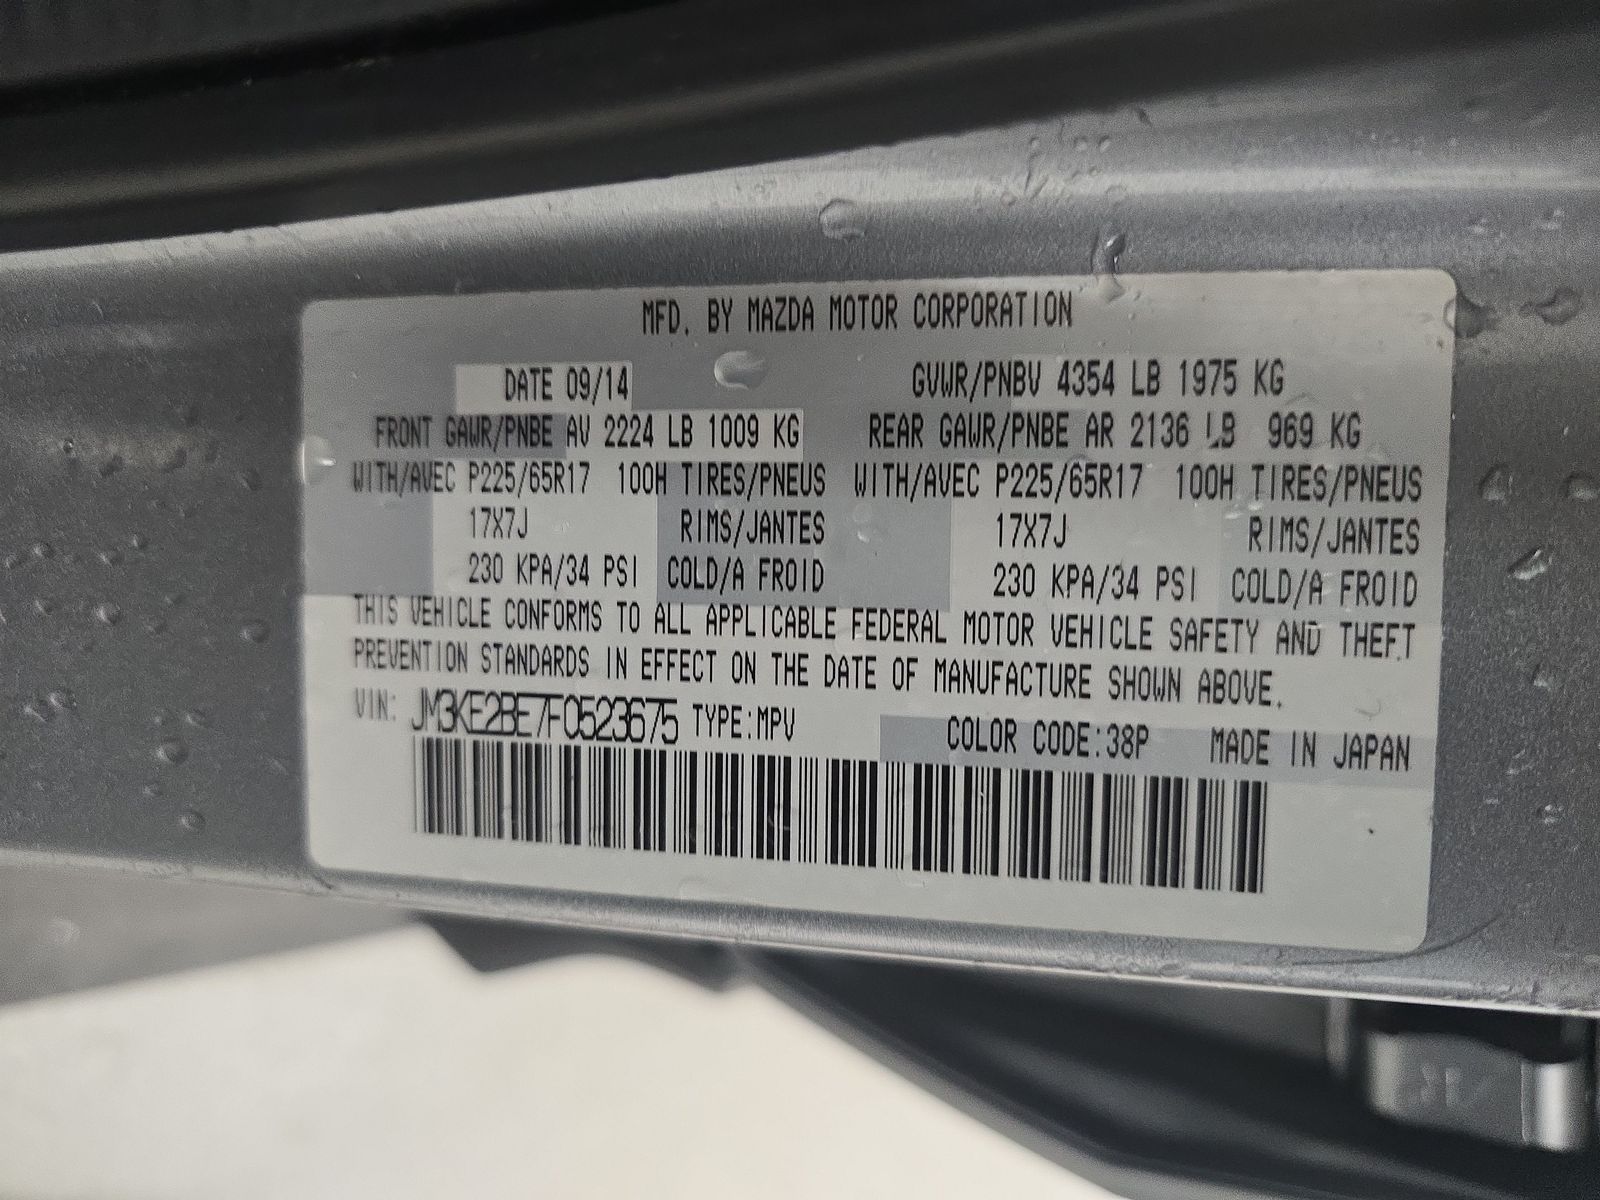 MFD. BY MAZDA MOTOR CORPORATION
DATE 09/14 GVWR/PNBV 4354 LB 1975 KG
FRONT GAWR/PNBE AV 2224 LB 1009 KG REAR GAWR/PNBE AR 2136 LB 969 KG
WITH/AVEC P225/65R17 100H TIRES/PNEUS WITH/AVEC P225/65R17 100H TIRES/PNEUS
17X7J RIMS/JANTES 17X7J RIMS/JANTES
230 KPA/34 PSI COLD/A FROID 230 KPA/34 PSI COLD/A FROID
THIS VEHICLE CONFORMS TO ALL APPLICABLE FEDERAL MOTOR VEHICLE SAFETY AND THEFT
PREVENTION STANDARDS IN EFFECT ON THE DATE OF MANUFACTURE SHOWN ABOVE.
VIN: JM3KE2BE7F0523675 TYPE:MPV COLOR CODE:38P MADE IN JAPAN